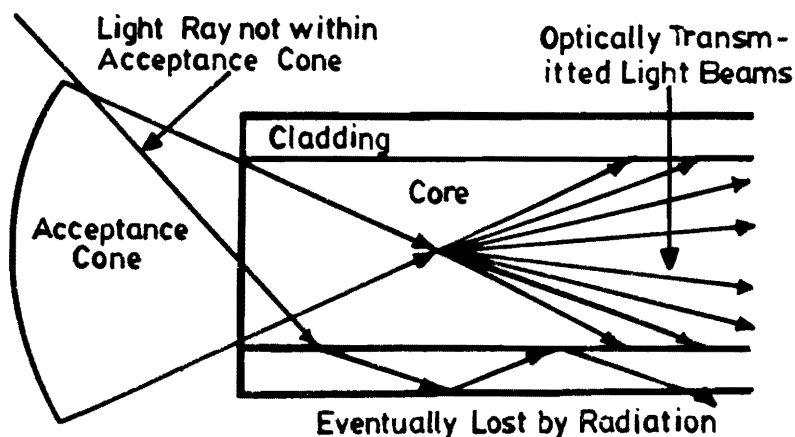 Light Ray not within
Acceptance Cone
Optically Transm-
itted Light Beams
Cladding
Core
Acceptance
Cone
Eventually Lost by Radiation